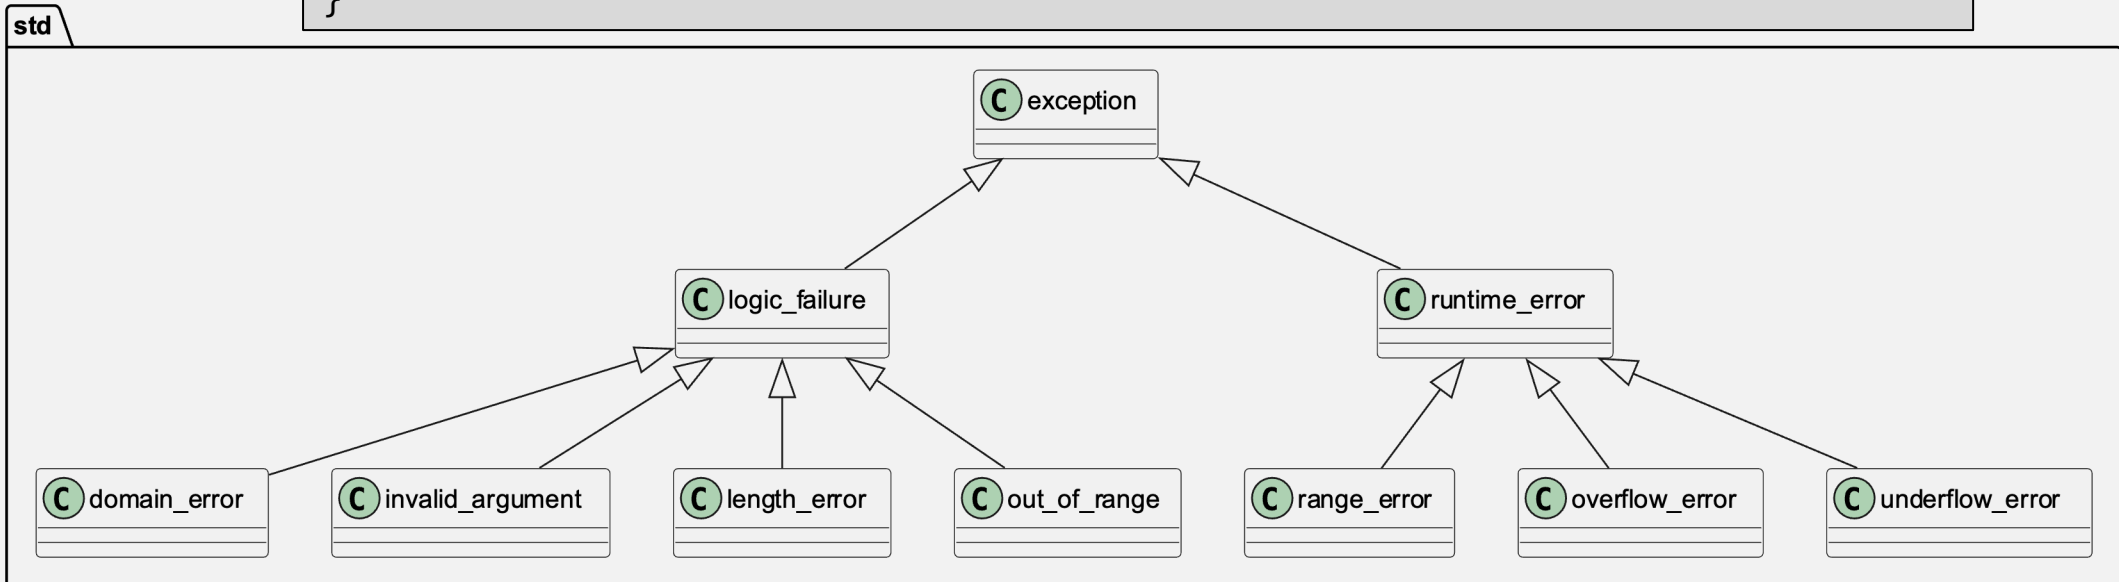 }
std
C exception
C logic_failure
C runtime_error
C domain_error
C invalid_argument
C length_error
C out_of_range
C range_error
C overflow_error
C underflow_error